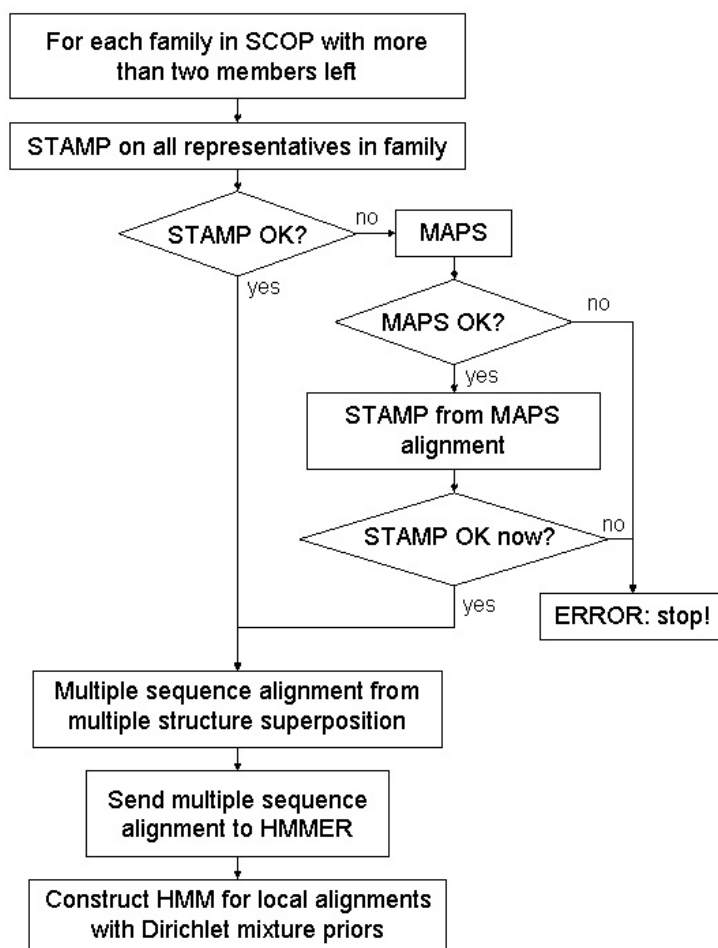 For each family in SCOP with more
than two members left
STAMP on all representatives in family
STAMP OK?
no
MAPS
yes
MAPS OK?
no
yes
STAMP from MAPS
alignment
STAMP OK now?
no
yes
ERROR: stop!
Multiple sequence alignment from
multiple structure superposition
Send multiple sequence
alignment to HMMER
Construct HMM for local alignments
with Dirichlet mixture priors